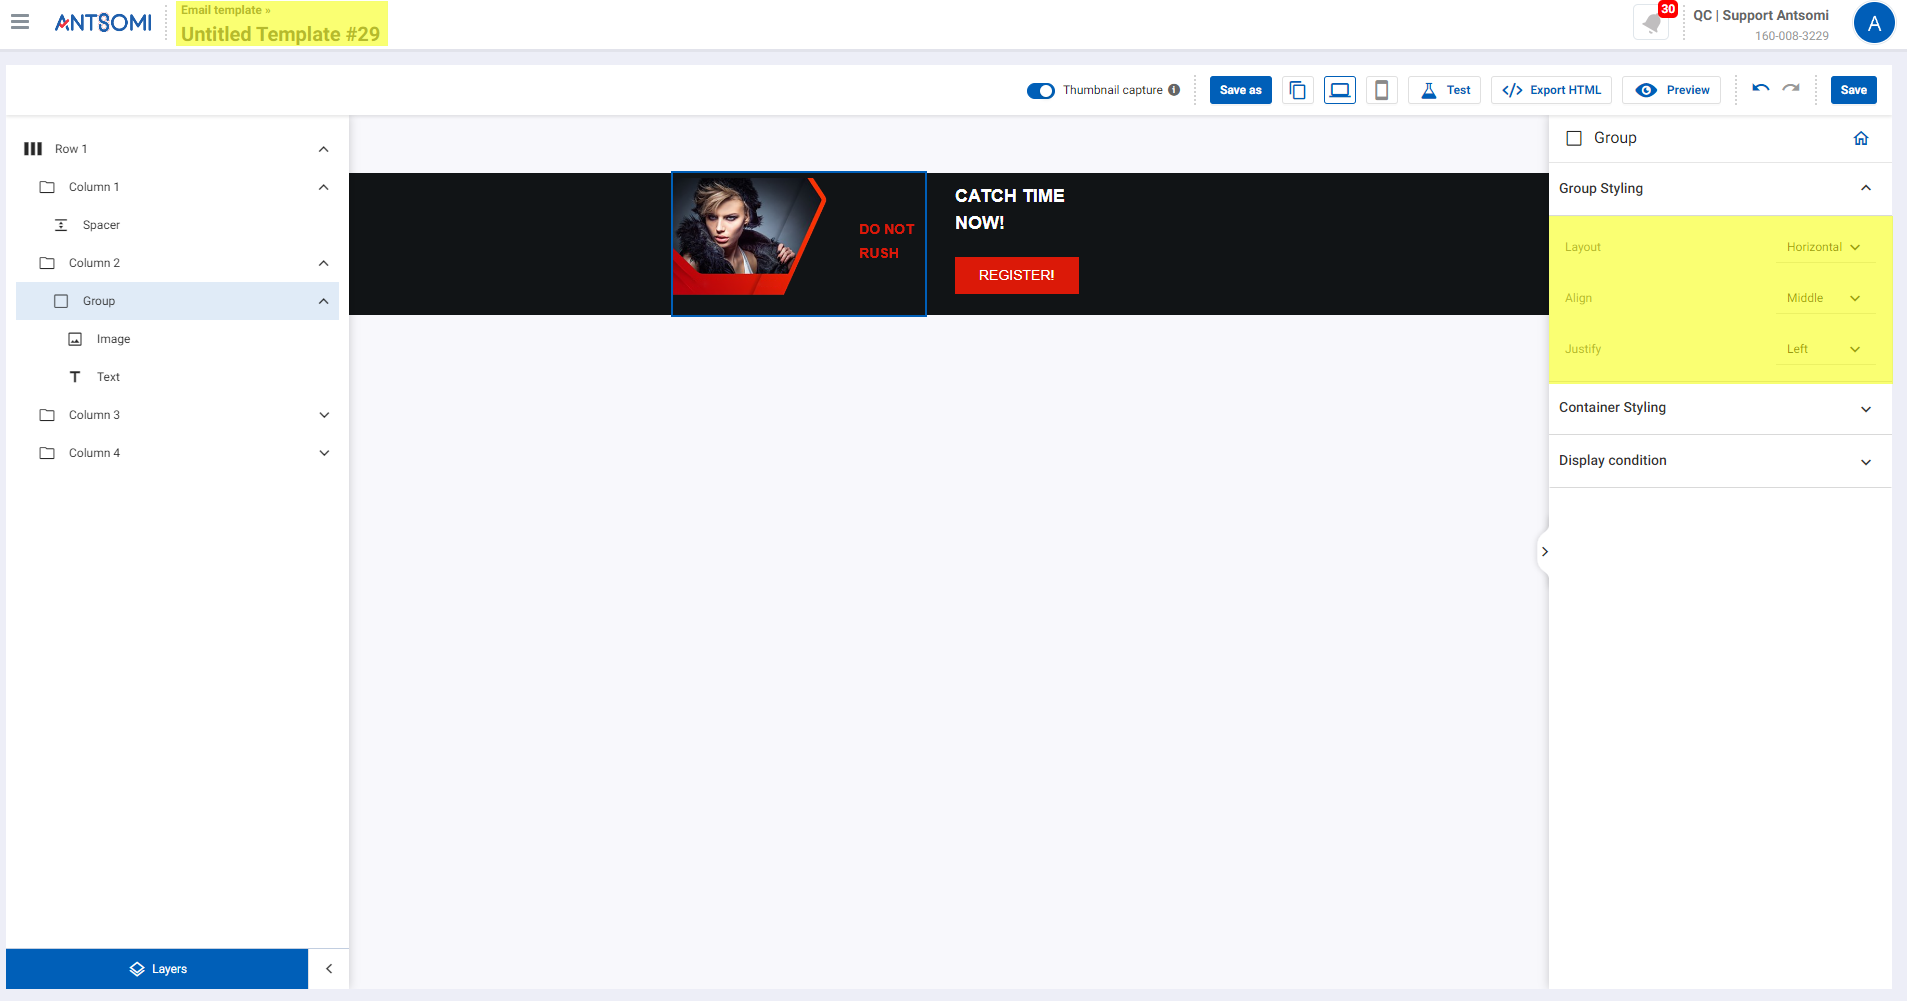 ANTSOMI
Email template »
Untitled Template #29
30
QC | Support Antsomi
160-008-3229
A
Thumbnail capture
Save as
Test
Export HTML
Preview
Save
Row 1
Column 1
Spacer
Column 2
Group
Image
Text
Column 3
Column 4
Layers
DO NOT
RUSH
CATCH TIME
NOW!
REGISTER!
Group
Group Styling
Layout Horizontal
Align Middle
Justify Left
Container Styling
Display condition